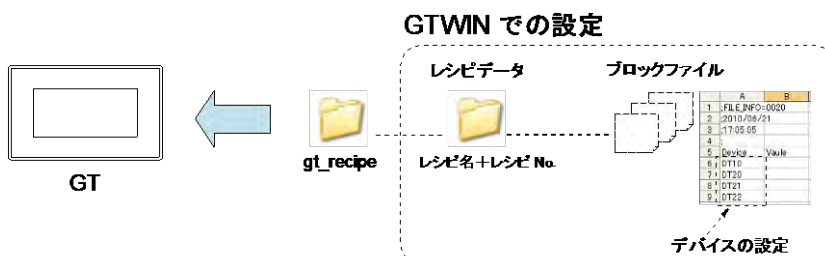 GTWIN での設定
レシピデータ
ブロックファイル
GT
gt_recipe
レシピ名+レシピ No.
A B
1 ;FILE_INFO=0020
2 ;2010/06/21
3 ;17:05:05
4 ;
5 Device Vaule
6 DT10
7 DT20
8 DT21
9 DT22
デバイスの設定